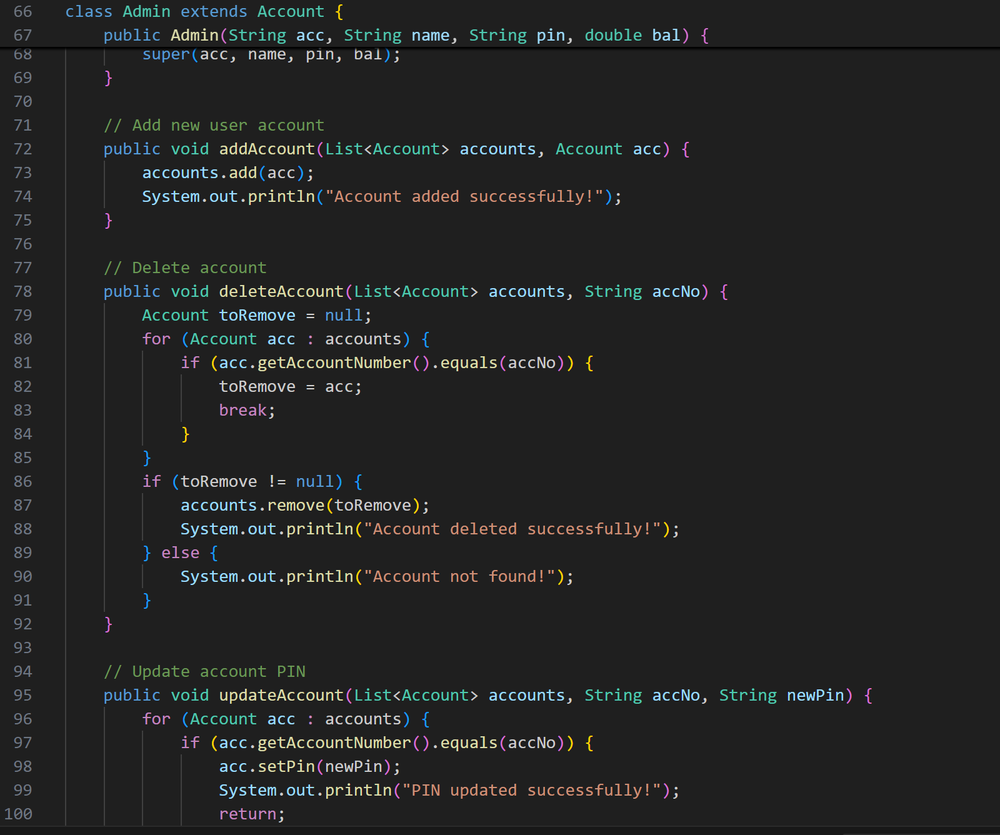 66 class Admin extends Account {
67     public Admin(String acc, String name, String pin, double bal) {
68         super(acc, name, pin, bal);
69     }
70
71     // Add new user account
72     public void addAccount(List<Account> accounts, Account acc) {
73         accounts.add(acc);
74         System.out.println("Account added successfully!");
75     }
76
77     // Delete account
78     public void deleteAccount(List<Account> accounts, String accNo) {
79         Account toRemove = null;
80         for (Account acc : accounts) {
81             if (acc.getAccountNumber().equals(accNo)) {
82                 toRemove = acc;
83                 break;
84             }
85         }
86         if (toRemove != null) {
87             accounts.remove(toRemove);
88             System.out.println("Account deleted successfully!");
89         } else {
90             System.out.println("Account not found!");
91         }
92     }
93
94     // Update account PIN
95     public void updateAccount(List<Account> accounts, String accNo, String newPin) {
96         for (Account acc : accounts) {
97             if (acc.getAccountNumber().equals(accNo)) {
98                 acc.setPin(newPin);
99                 System.out.println("PIN updated successfully!");
100                 return;